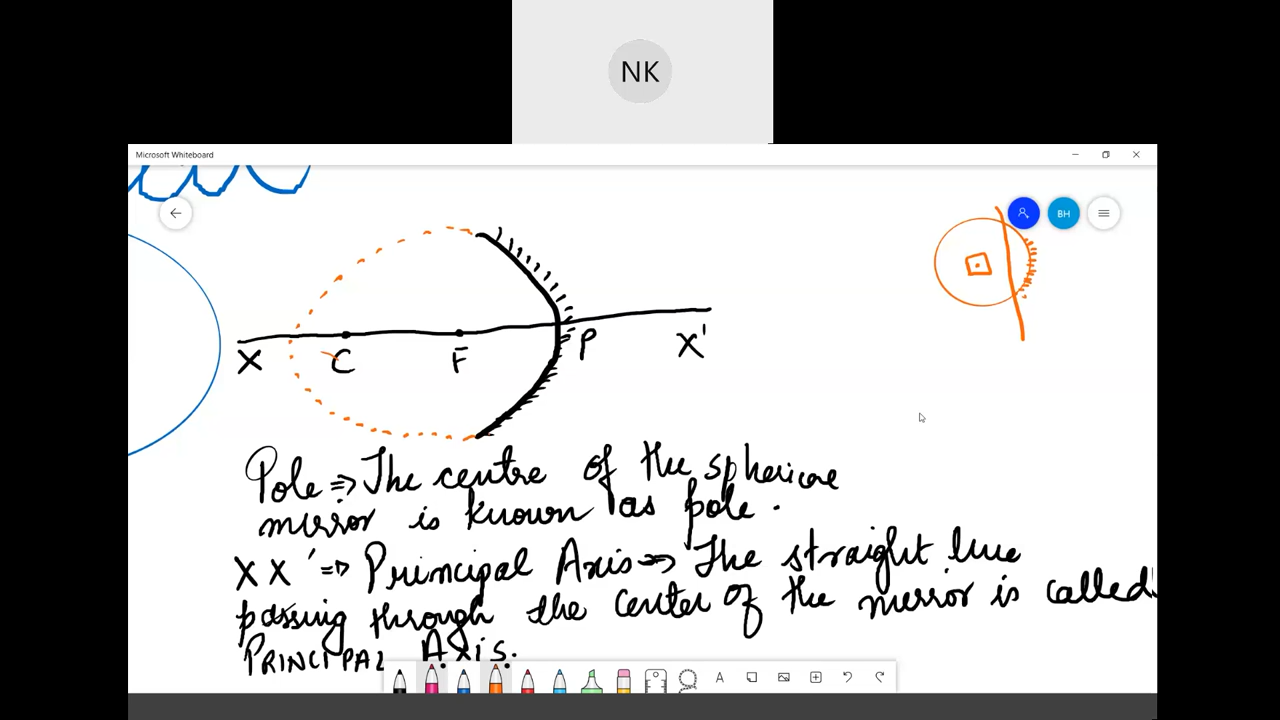 NK
Microsoft Whiteboard
BH
X C F P X'
Pole ⇒ The centre of the
mirror is known as pole.
XX' ⇒ Principal Axis ⇒ The straight line
passing through the center of the mirror is called
PRINCIPAL Axis.
A